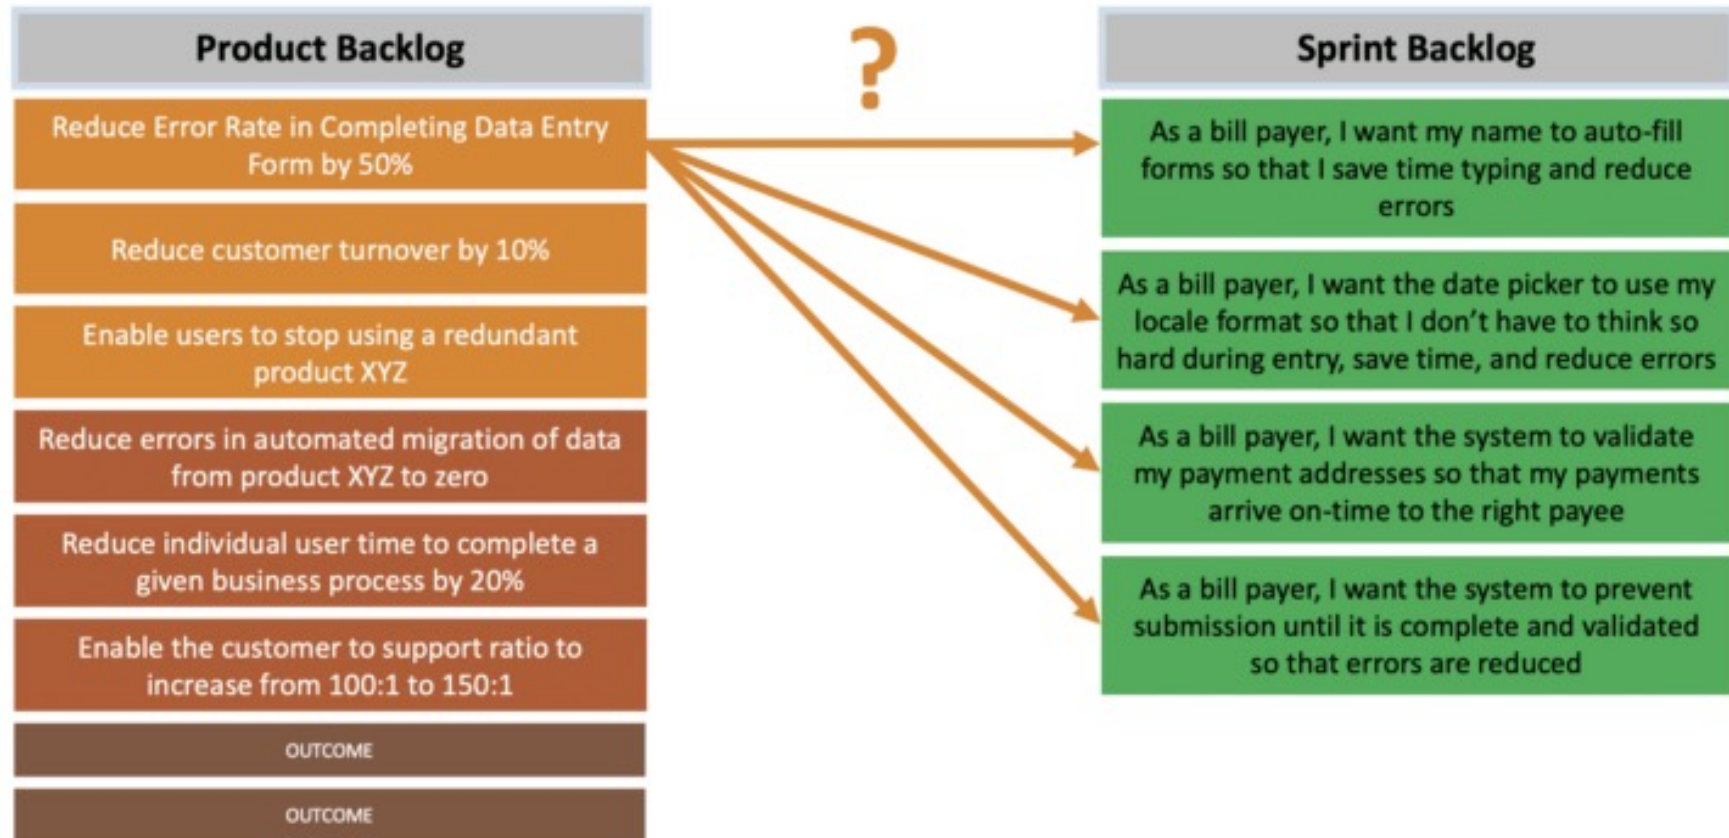 Product Backlog
?
Sprint Backlog
Reduce Error Rate in Completing Data Entry
Form by 50%
Reduce customer turnover by 10%
Enable users to stop using a redundant
product XYZ
Reduce errors in automated migration of data
from product XYZ to zero
Reduce individual user time to complete a
given business process by 20%
Enable the customer to support ratio to
increase from 100:1 to 150:1
OUTCOME
OUTCOME
As a bill payer, I want my name to auto-fill
forms so that I save time typing and reduce
errors
As a bill payer, I want the date picker to use my
locale format so that I don’t have to think so
hard during entry, save time, and reduce errors
As a bill payer, I want the system to validate
my payment addresses so that my payments
arrive on-time to the right payee
As a bill payer, I want the system to prevent
submission until it is complete and validated
so that errors are reduced